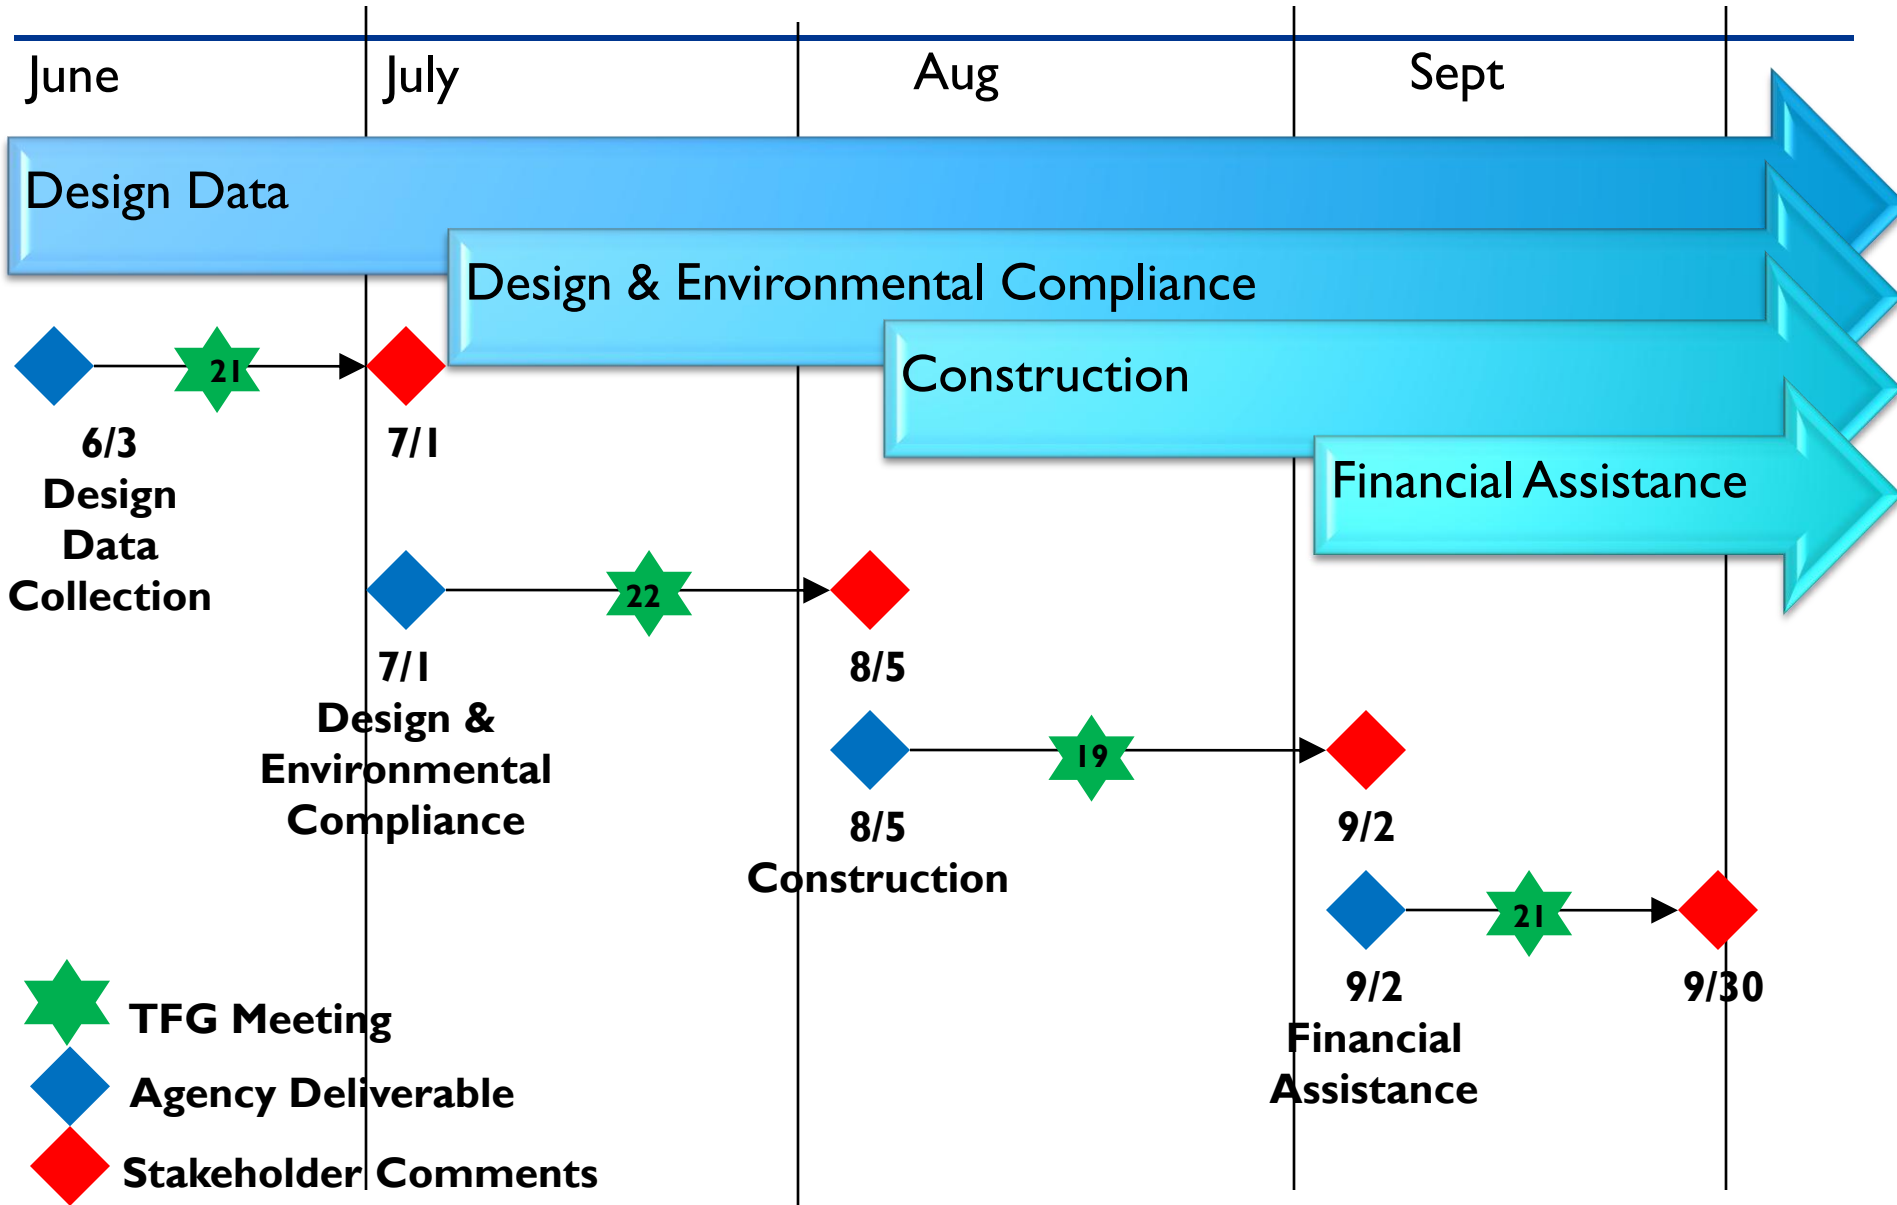 June July Aug Sept
Design Data
Design & Environmental Compliance
Construction
Financial Assistance
21
6/3
Design
Data
Collection
7/1
22
7/1
Design &
Environmental
Compliance
8/5
19
8/5
Construction
9/2
21
9/2
Financial
Assistance
9/30
TFG Meeting
Agency Deliverable
Stakeholder Comments